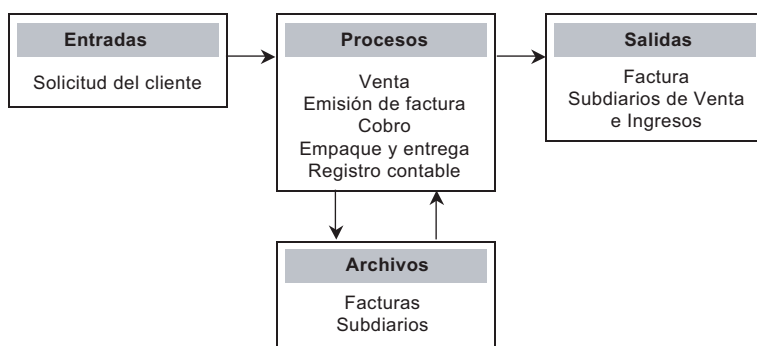 Entradas
Solicitud del cliente
Procesos
Venta
Emisión de factura
Cobro
Empaque y entrega
Registro contable
Salidas
Factura
Subdiarios de Venta
e Ingresos
Archivos
Facturas
Subdiarios